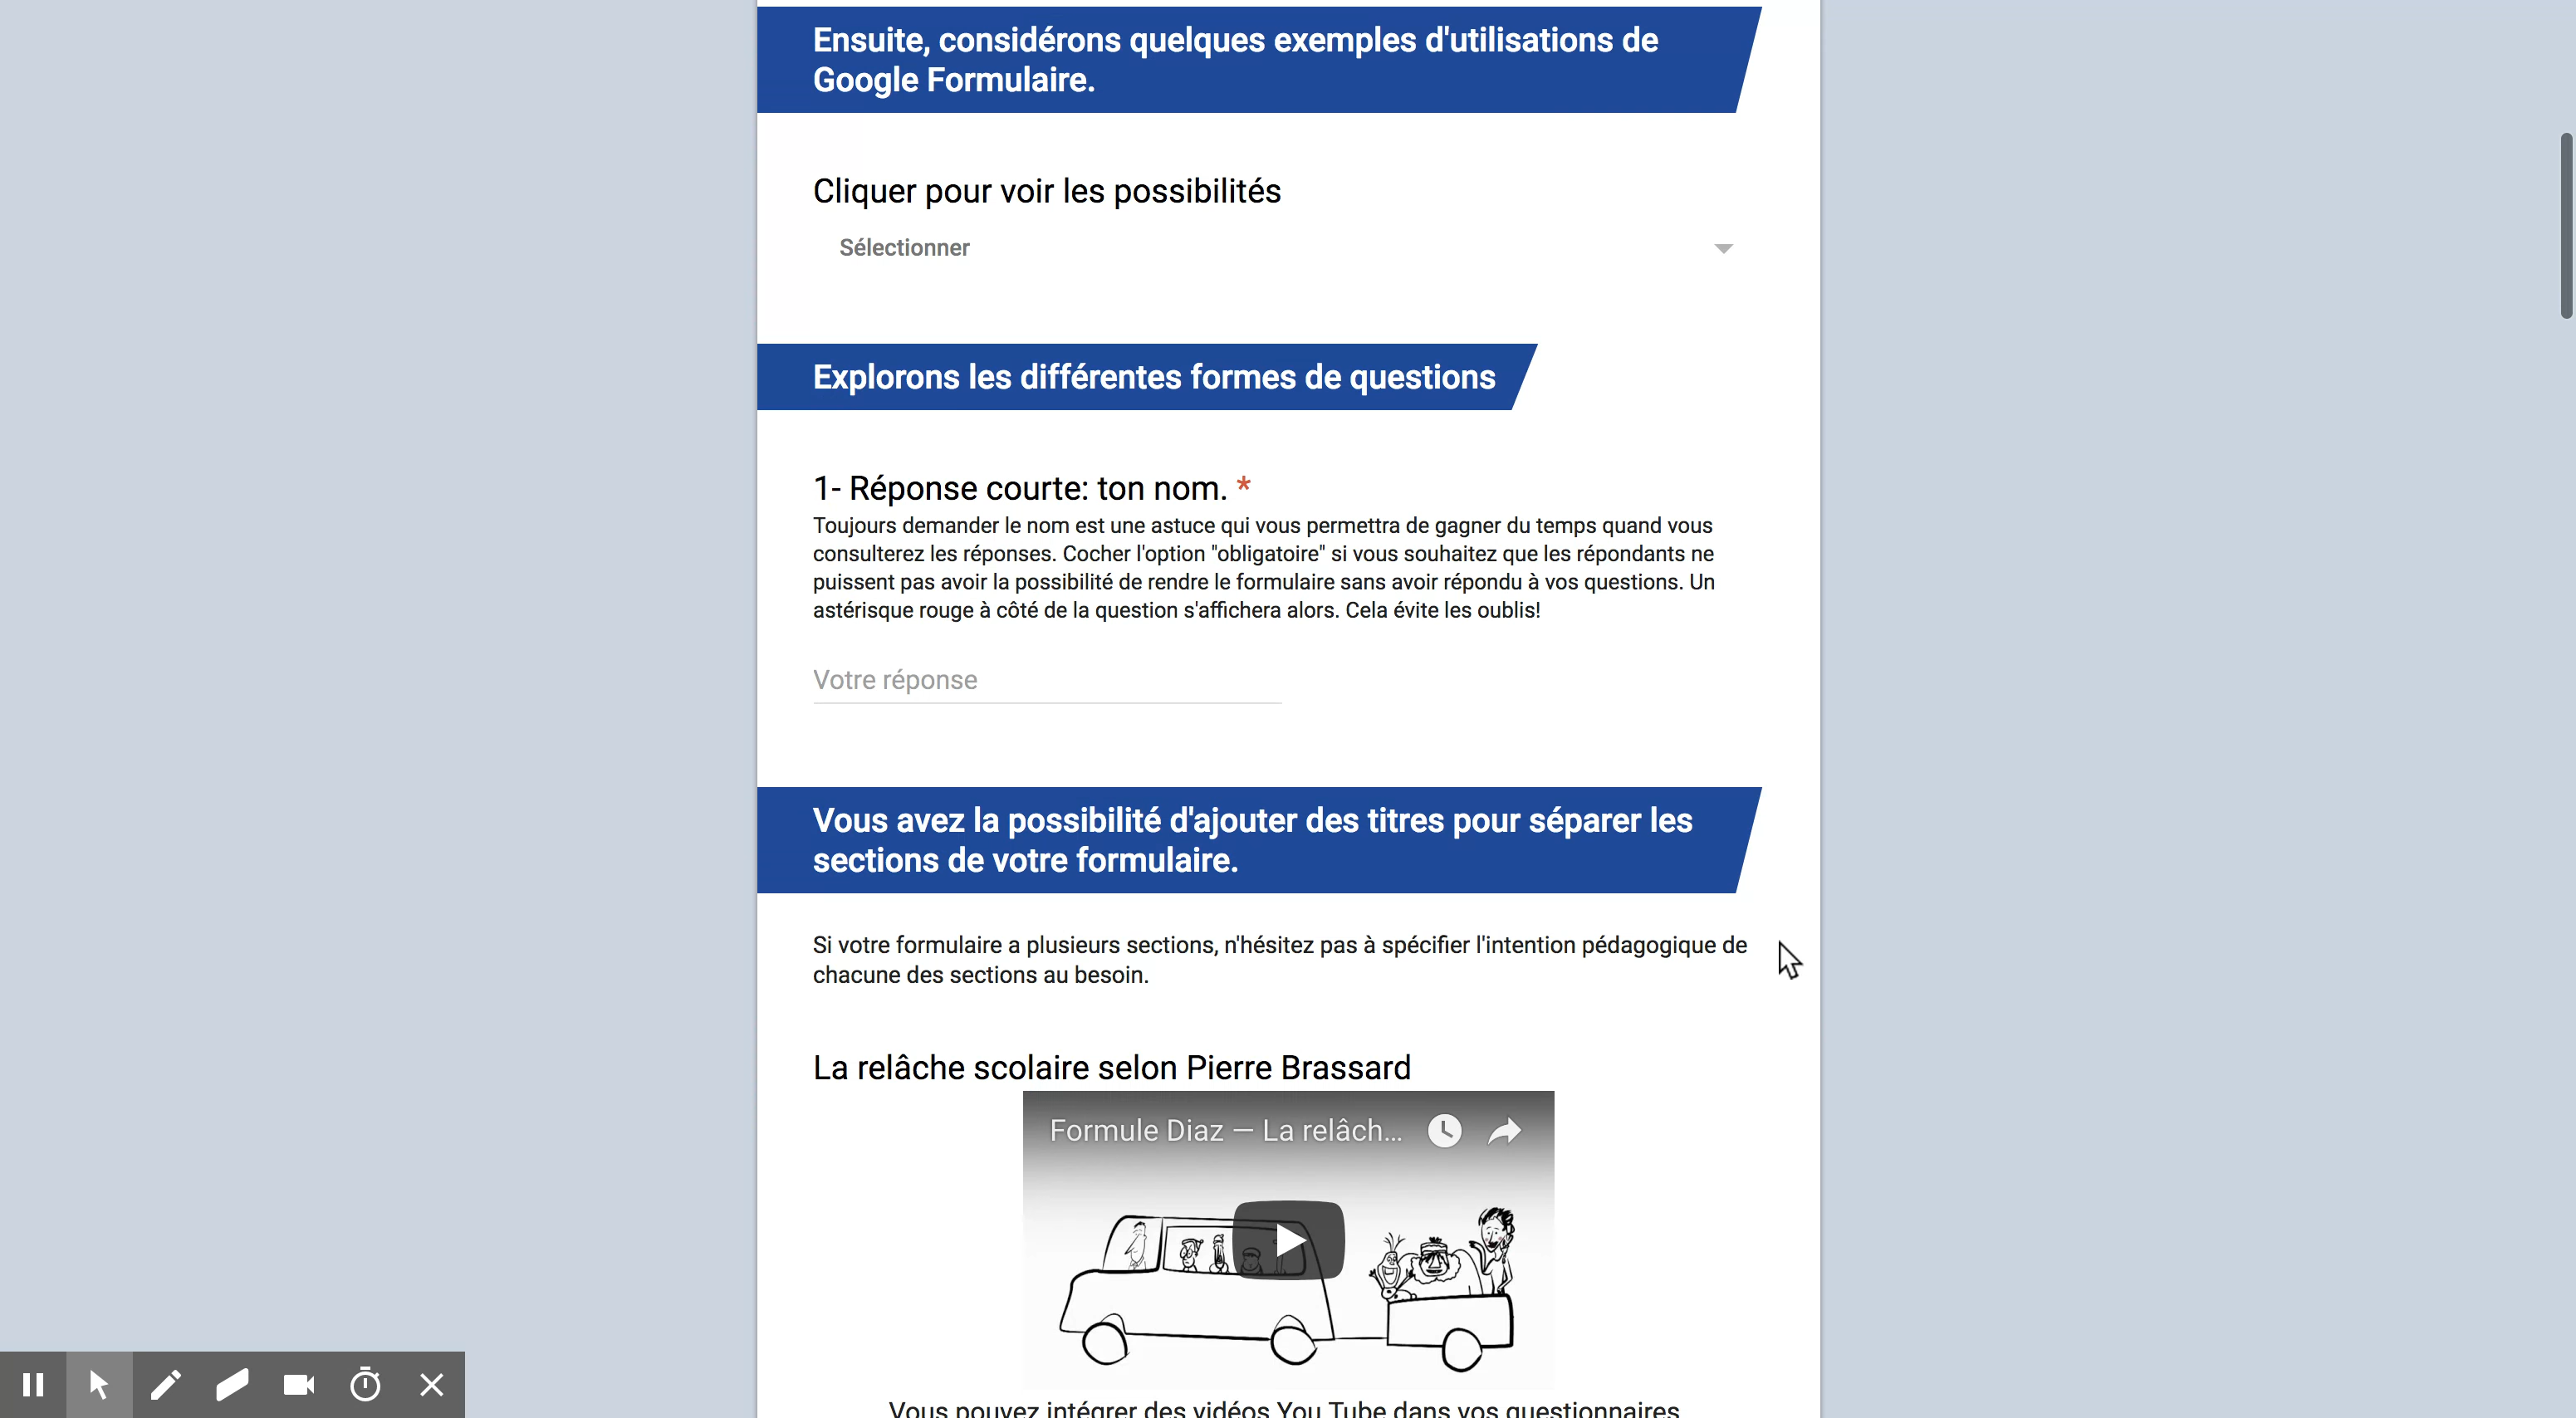 Ensuite, considérons quelques exemples d'utilisations de
Google Formulaire.
Cliquer pour voir les possibilités
Sélectionner
Explorons les différentes formes de questions
1- Réponse courte: ton nom. *
Toujours demander le nom est une astuce qui vous permettra de gagner du temps quand vous
consulterez les réponses. Cocher l'option "obligatoire" si vous souhaitez que les répondants ne
puissent pas avoir la possibilité de rendre le formulaire sans avoir répondu à vos questions. Un
astérisque rouge à côté de la question s'affichera alors. Cela évite les oublis!
Votre réponse
Vous avez la possibilité d'ajouter des titres pour séparer les
sections de votre formulaire.
Si votre formulaire a plusieurs sections, n'hésitez pas à spécifier l'intention pédagogique de
chacune des sections au besoin.
La relâche scolaire selon Pierre Brassard
Formule Diaz — La relâch...
Vous pouvez intégrer des vidéos You Tube dans vos questionnaires